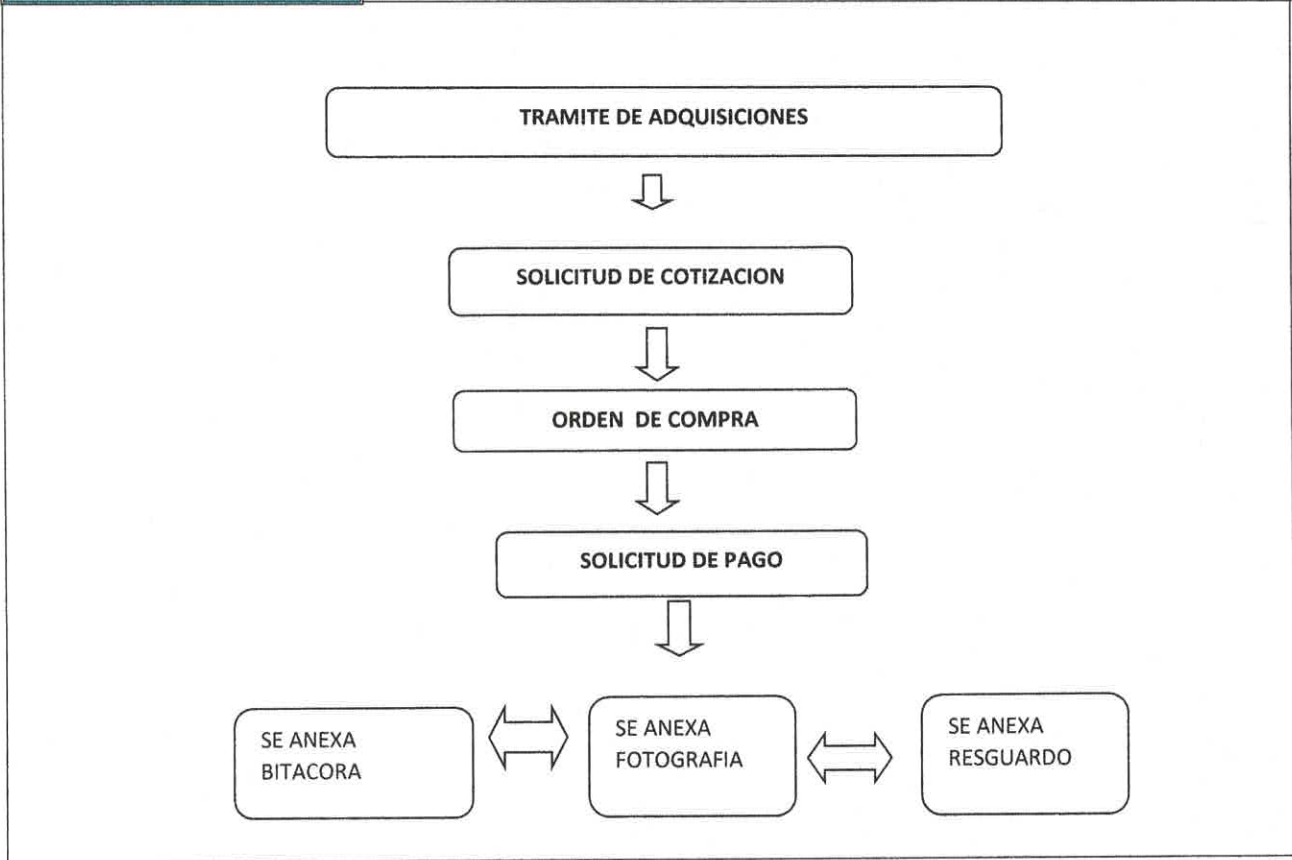 TRAMITE DE ADQUISICIONES
SOLICITUD DE COTIZACION
ORDEN DE COMPRA
SOLICITUD DE PAGO
SE ANEXA
BITACORA
SE ANEXA
FOTOGRAFIA
SE ANEXA
RESGUARDO